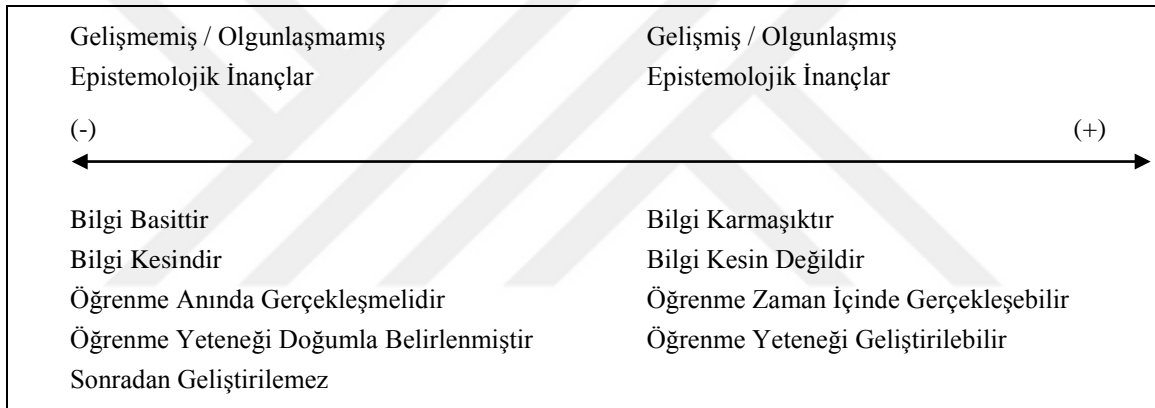 Gelişmemiş / Olgunlaşmamış
Epistemolojik İnançlar
Gelişmiş / Olgunlaşmış
Epistemolojik İnançlar
(-)
(+)
Bilgi Basittir
Bilgi Kesindir
Öğrenme Anında Gerçekleşmelidir
Öğrenme Yeteneği Doğumla Belirlenmiştir
Sonradan Geliştirilemez
Bilgi Karmaşıktır
Bilgi Kesin Değildir
Öğrenme Zaman İçinde Gerçekleşebilir
Öğrenme Yeteneği Geliştirilebilir